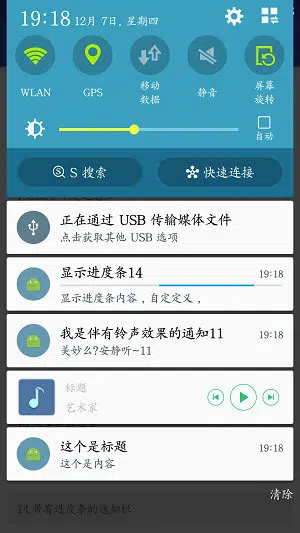 19:18 12月 7日, 星期四
WLAN GPS 移动数据 静音 屏幕旋转
自动
S 搜索 快速连接
正在通过 USB 传输媒体文件
点击获取其他 USB 选项
显示进度条14 19:18
显示进度条内容，自定定义，
我是伴有铃声效果的通知11 19:18
美妙么?安静听~11
标题
艺术家
这个是标题 19:18
这个是内容
清除
14,带有进度条的通知栏